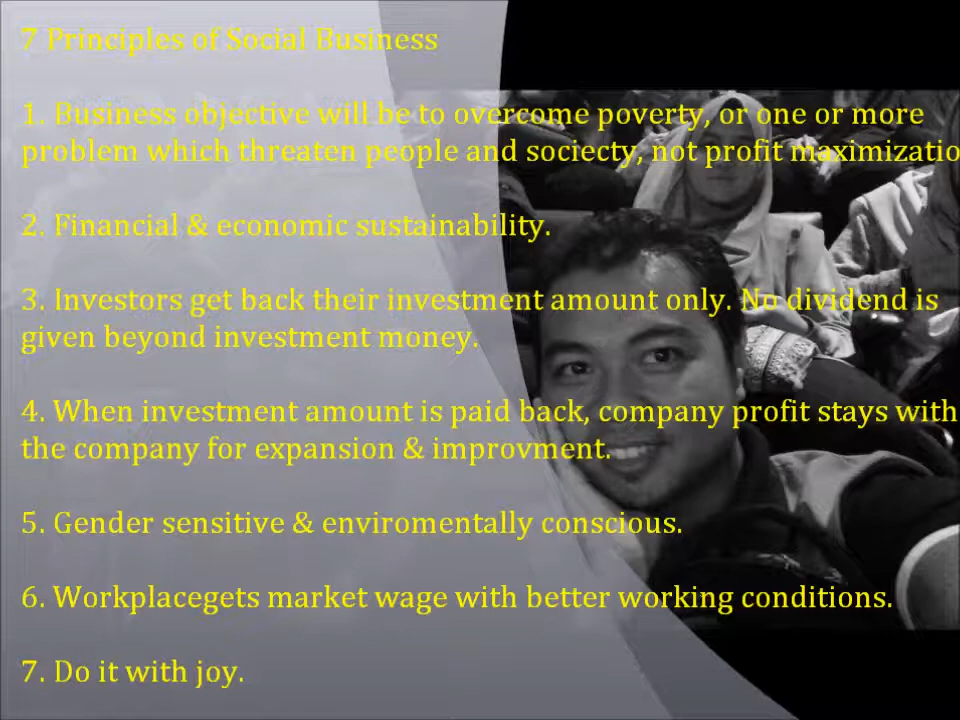 7 Principles of Social Business
1. Business objective will be to overcome poverty, or one or more
problem which threaten people and sociecty, not profit maximizatio
2. Financial & economic sustainability.
3. Investors get back their investment amount only. No dividend is
given beyond investment money.
4. When investment amount is paid back, company profit stays with
the company for expansion & improvment.
5. Gender sensitive & enviromentally conscious.
6. Workplacegets market wage with better working conditions.
7. Do it with joy.